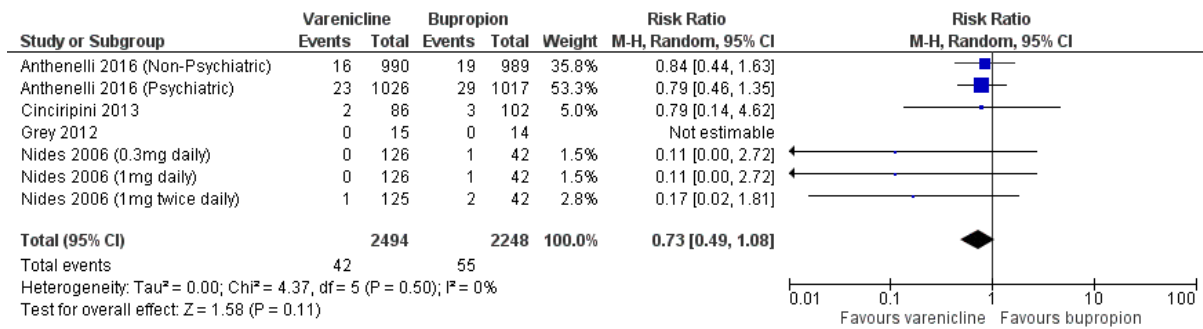 Varenicline Bupropion Risk Ratio Risk Ratio
Study or Subgroup Events Total Events Total Weight M-H, Random, 95% CI M-H, Random, 95% CI
Anthenelli 2016 (Non-Psychiatric) 16 990 19 989 35.8% 0.84 [0.44, 1.63]
Anthenelli 2016 (Psychiatric) 23 1026 29 1017 53.3% 0.79 [0.46, 1.35]
Cinciripini 2013 2 86 3 102 5.0% 0.79 [0.14, 4.62]
Grey 2012 0 15 0 14 Not estimable
Nides 2006 (0.3mg daily) 0 126 1 42 1.5% 0.11 [0.00, 2.72]
Nides 2006 (1mg daily) 0 126 1 42 1.5% 0.11 [0.00, 2.72]
Nides 2006 (1mg twice daily) 1 125 2 42 2.8% 0.17 [0.02, 1.81]
Total (95% CI) 2494 2248 100.0% 0.73 [0.49, 1.08]
Total events 42 55
Heterogeneity: Tau² = 0.00; Chi² = 4.37, df = 5 (P = 0.50); I² = 0%
Test for overall effect: Z = 1.58 (P = 0.11)
0.01 0.1 1 10 100
Favours varenicline Favours bupropion